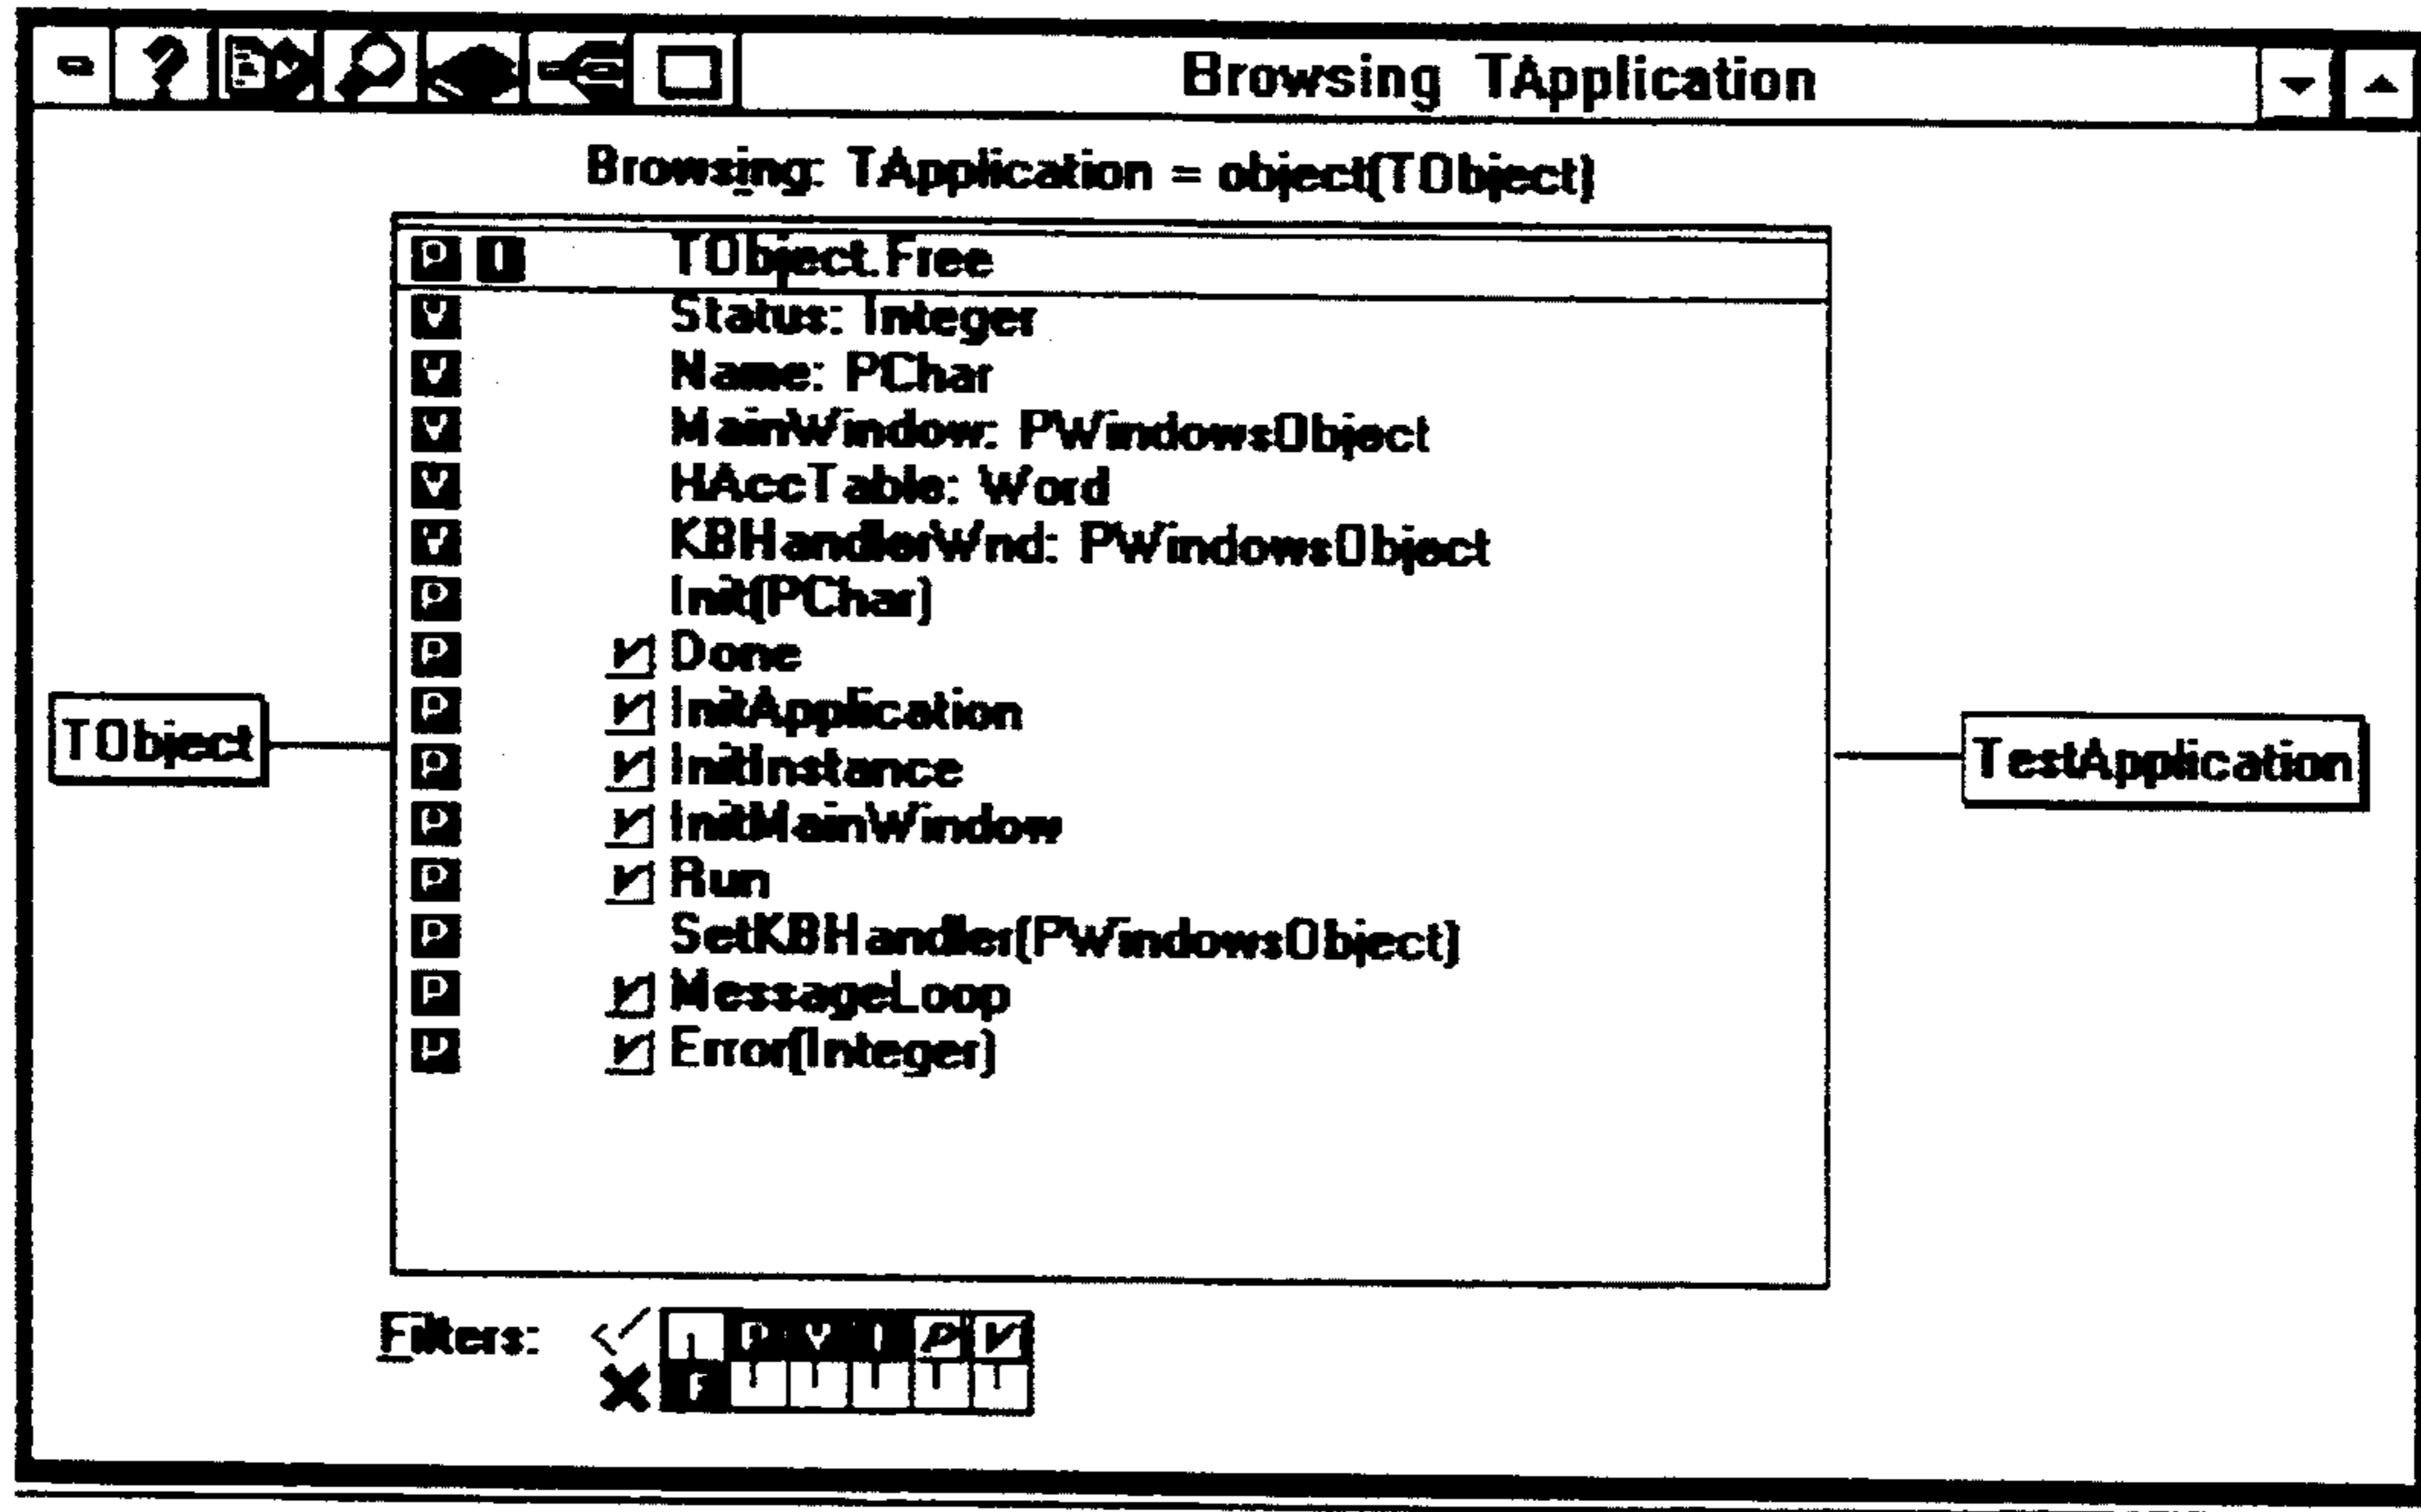 Browsing TApplication
Browsing: TApplication = object(TObject)
P I TObject.Free
V Status: Integer
V Name: PChar
V MainWindow: PWindowsObject
V HAccTable: Word
V KBHandlerWnd: PWindowsObject
P Init(PChar)
P V Done
P V InitApplication
P V InitInstance
P V InitMainWindow
P V Run
P SetKBHandler(PWindowsObject)
P V MessageLoop
P V Error(Integer)
TObject
TestApplication
Filters: P V I P V
F